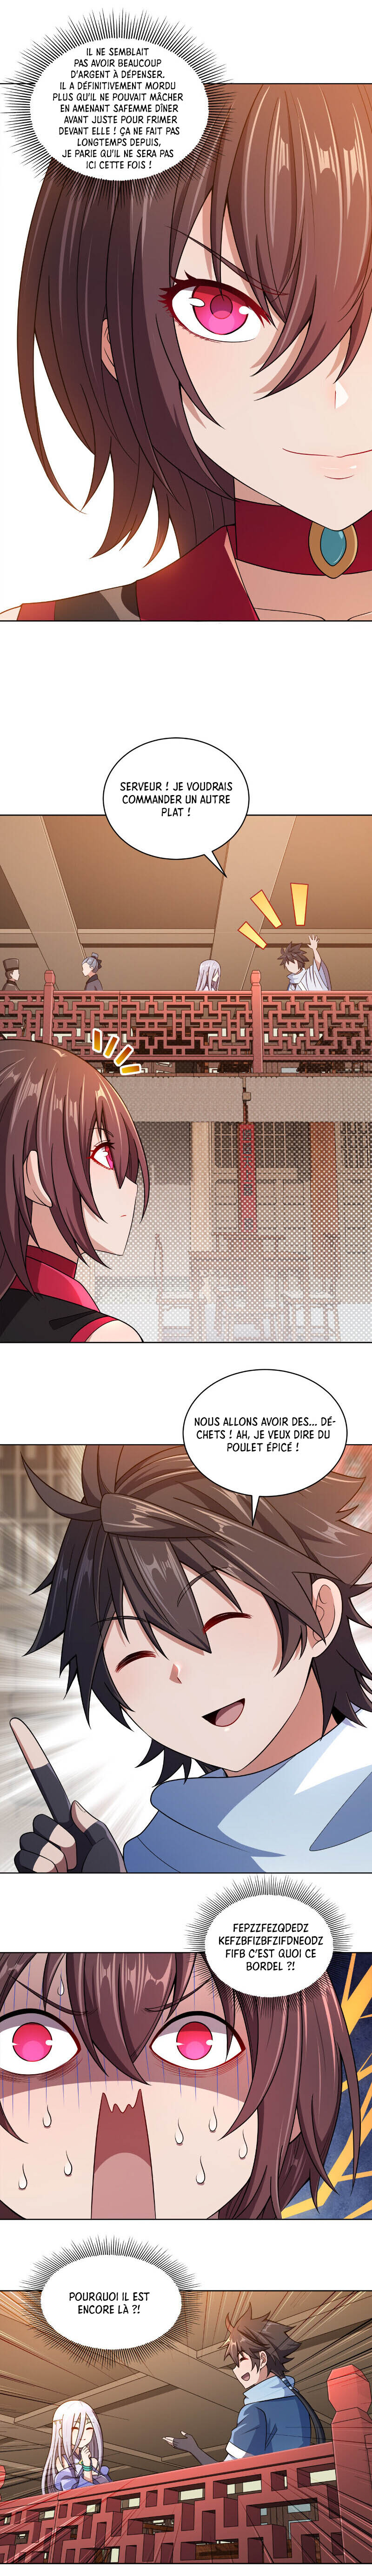 IL NE SEMBLAIT
PAS AVOIR BEAUCOUP
D'ARGENT À DÉPENSER.
IL A DÉFINITIVEMENT MORDU
PLUS QU'IL NE POUVAIT MÂCHER
EN AMENANT SAFEMME DÎNER
AVANT JUSTE POUR FRIMER
DEVANT ELLE ! ÇA NE FAIT PAS
LONGTEMPS DEPUIS,
JE PARIE QU'IL NE SERA PAS
ICI CETTE FOIS !
SERVEUR ! JE VOUDRAIS
COMMANDER UN AUTRE
PLAT !
NOUS ALLONS AVOIR DES... DÉ-
CHETS ! AH, JE VEUX DIRE DU
POULET ÉPICÉ !
FEPZZFEZQDEDZ
KEFZBFIZBFZIFDNEODZ
FIFB C'EST QUOI CE
BORDEL ?!
POURQUOI IL EST
ENCORE LÀ ?!